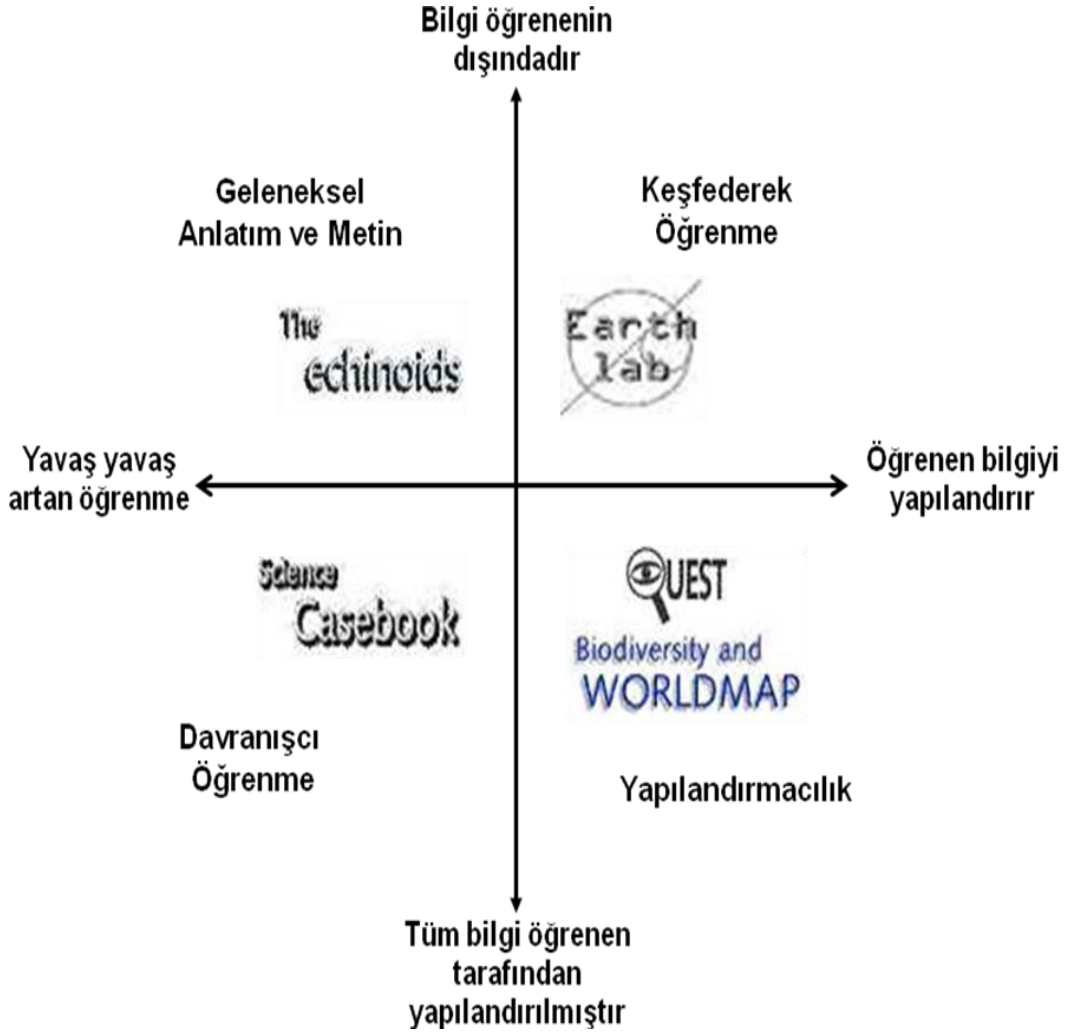 Bilgi öğrenenin
dışındadır
Geleneksel
Anlatım ve Metin
Keşfederek
Öğrenme
The
echinoids
Earth
lab
Yavaş yavaş
artan öğrenme
Öğrenen bilgiyi
yapılandırır
Science
Casebook
QUEST
Biodiversity and
WORLDMAP
Davranışcı
Öğrenme
Yapılandırmacılık
Tüm bilgi öğrenen
tarafından
yapılandırılmıştır